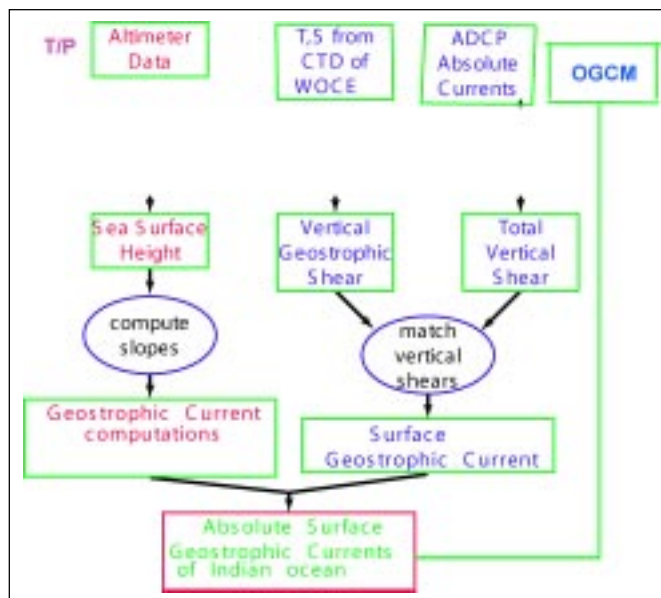 T/P
Altimeter
Data
T,S from
CTD of
WOCE
ADCP
Absolute
Currents
OGCM
Sea Surface
Height
Vertical
Geostrophic
Shear
Total
Vertical
Shear
compute
slopes
match
vertical
shears
Geostrophic Current
computations
Surface
Geostrophic Current
Absolute Surface
Geostrophic Currents
of Indian ocean